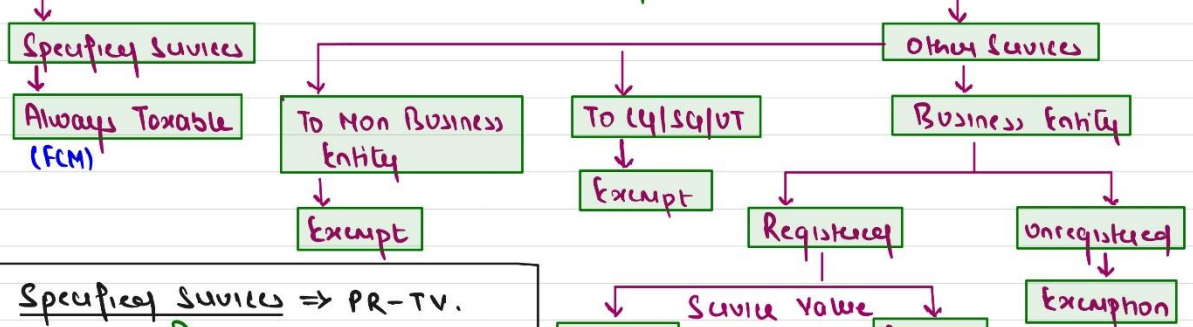 Specified Services
Other Services
Always Taxable
(FCM)
To Non Business
Entity
To CG/SG/UT
Business Entity
Exempt
Exempt
Registered
Unregistered
Exemption
Specified Services => PR-TV.
Service Value